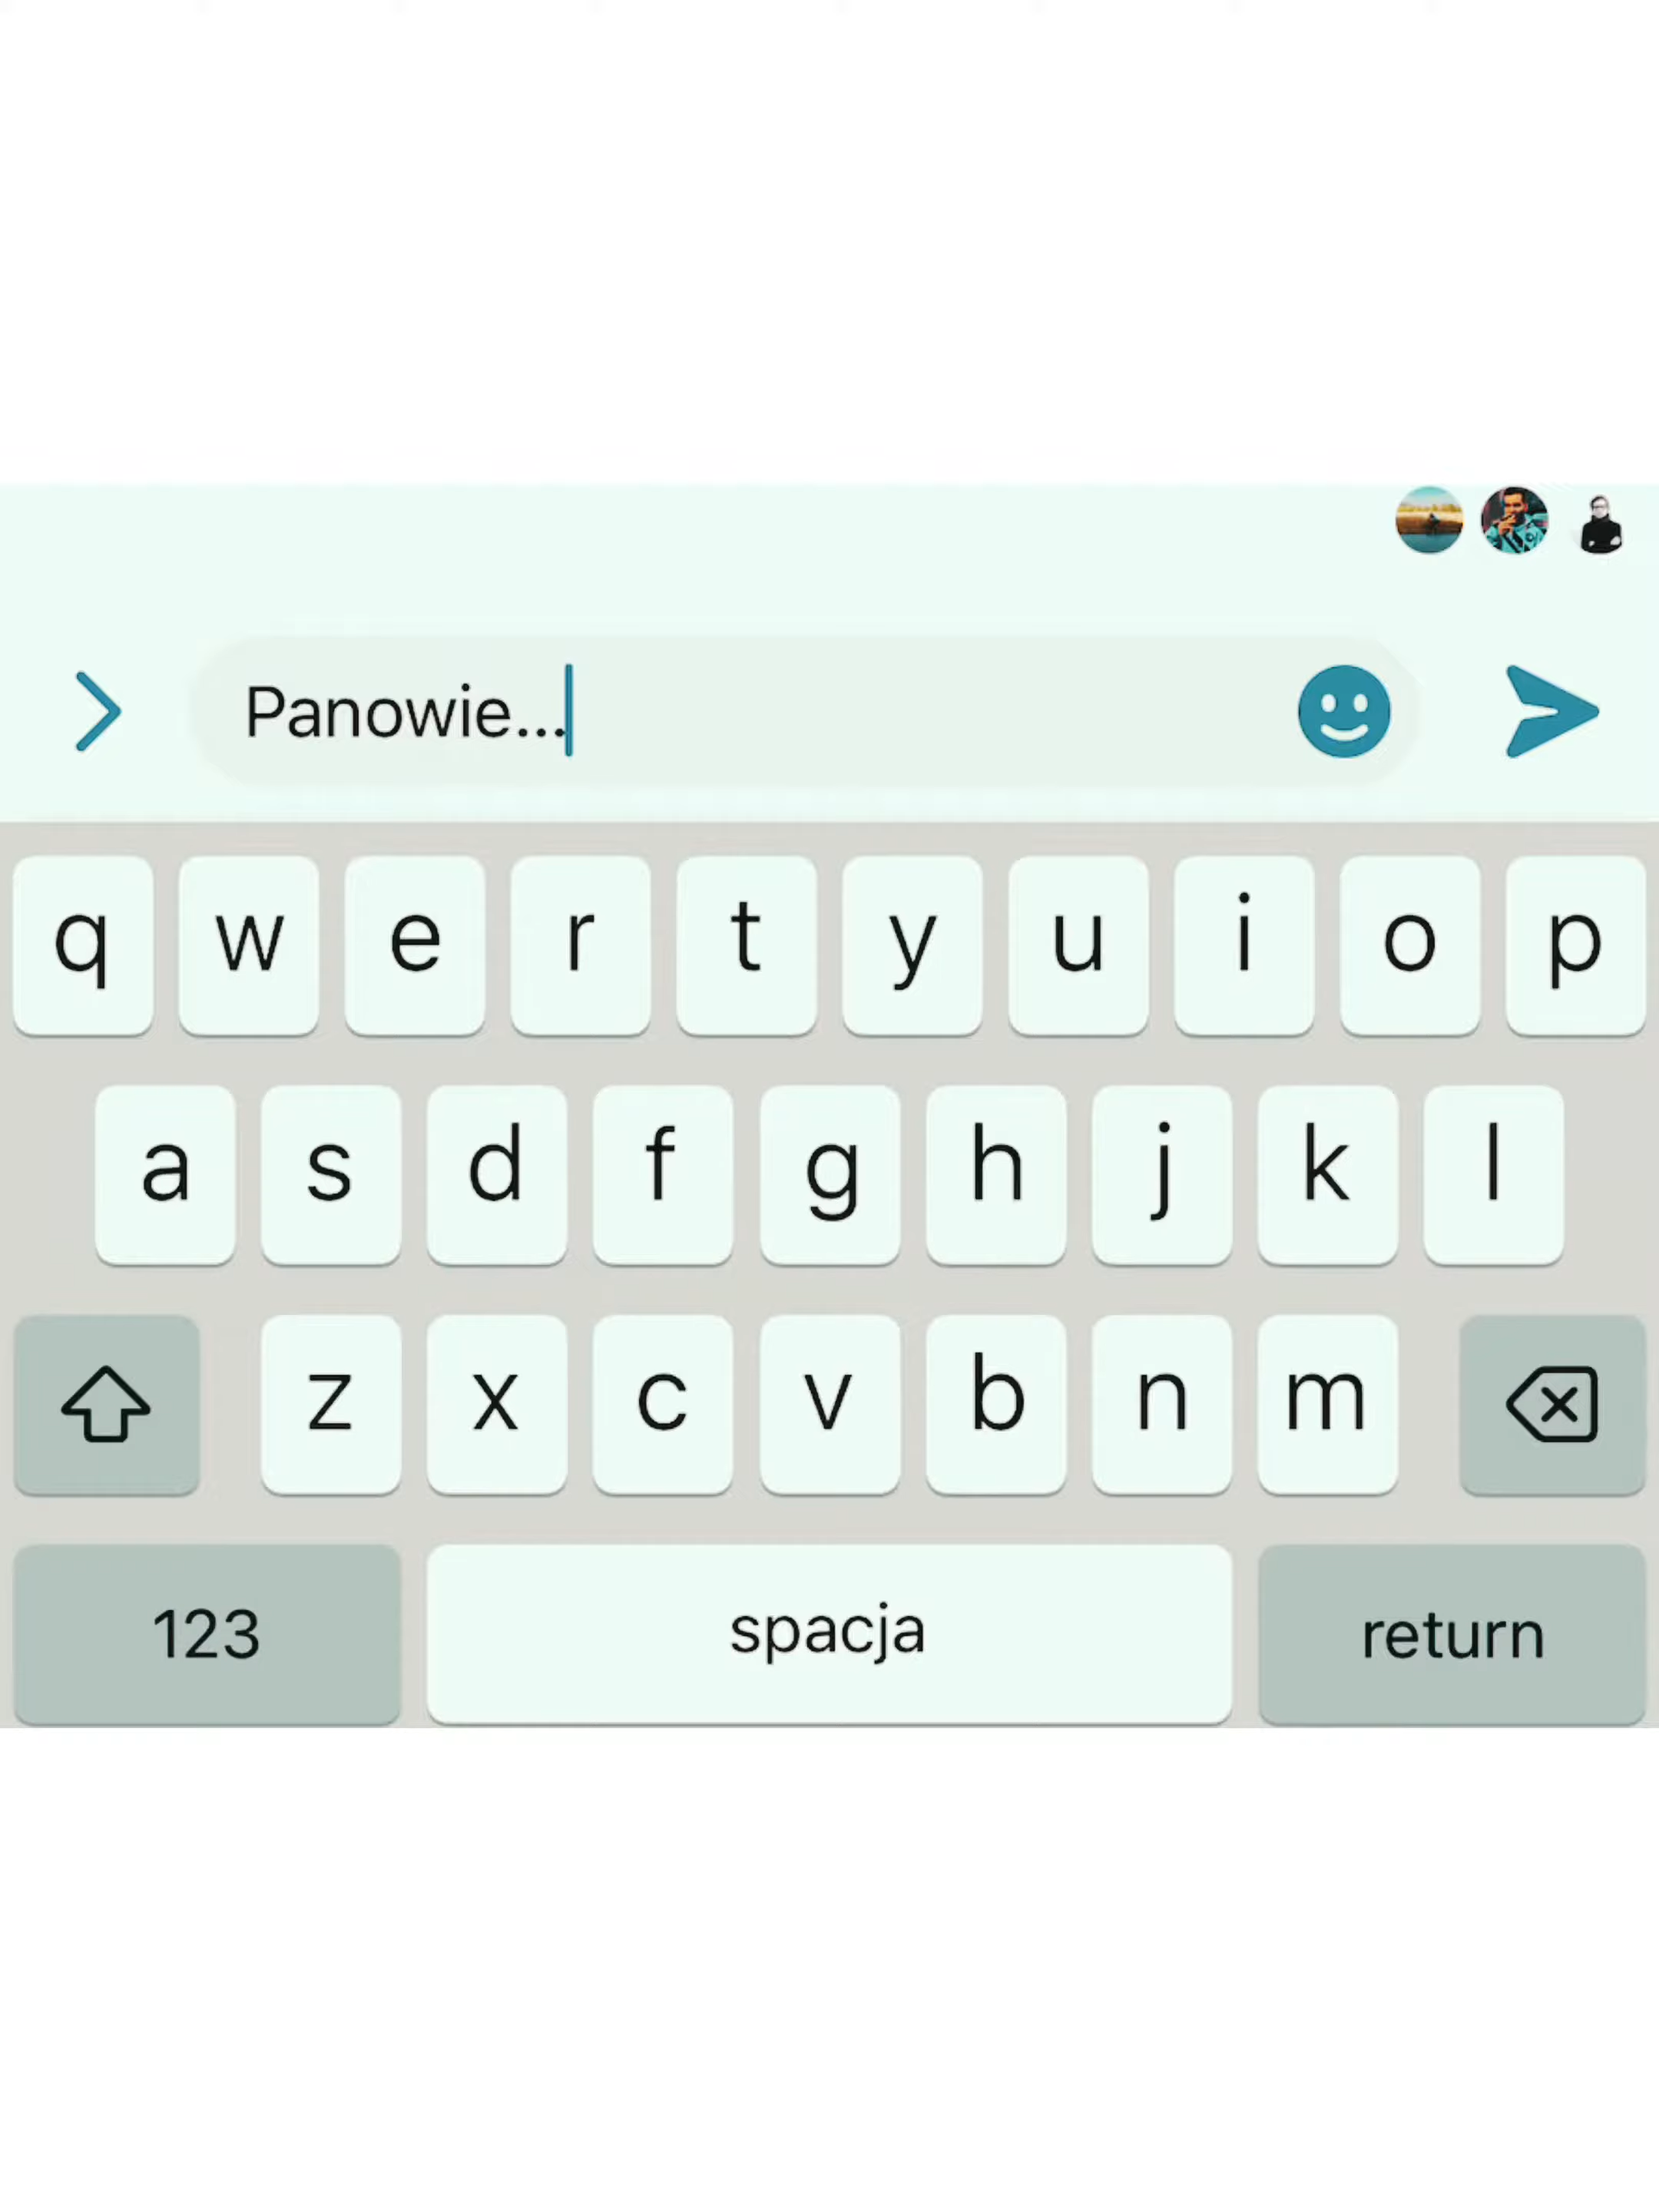 Panowie...
q w e r t y u i o p
a s d f g h j k l
z x c v b n m
123 spacja return